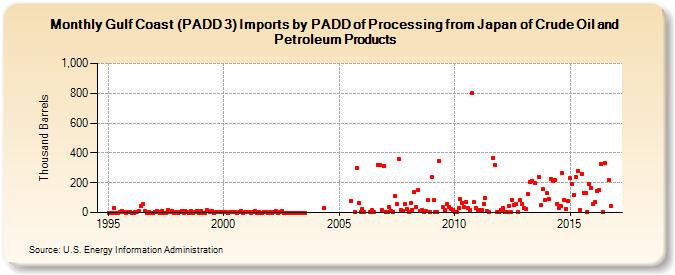 Monthly Gulf Coast (PADD 3) Imports by PADD of Processing from Japan of Crude Oil and
Petroleum Products
Thousand Barrels
1,000
800
600
400
200
0
1995
2000
2005
2010
2015
Source: U.S. Energy Information Administration